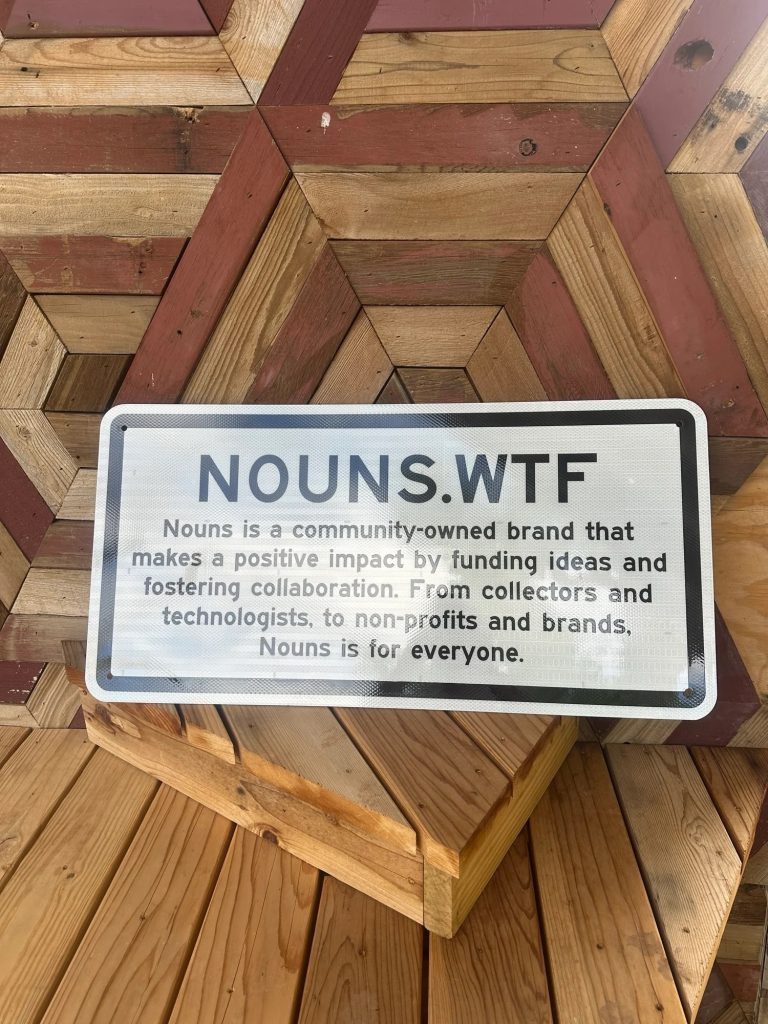 NOUNS.WTF
Nouns is a community-owned brand that
makes a positive impact by funding ideas and
fostering collaboration. From collectors and
technologists, to non-profits and brands,
Nouns is for everyone.